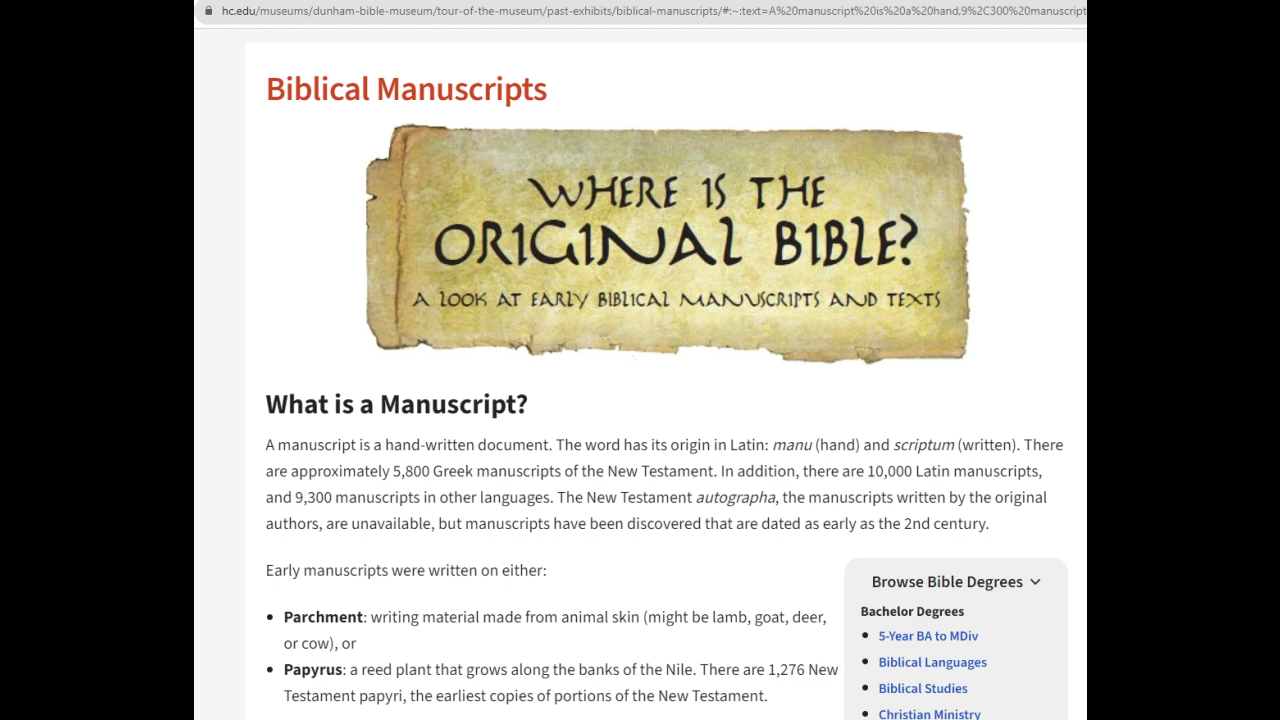 hc.edu/museums/dunham-bible-museum/tour-of-the-museum/past-exhibits/biblical-manuscripts/#:~:text=A%20manuscript%20is%20a%20hand,9%2C300%20manuscript
Biblical Manuscripts
WHERE IS THE
ORIGINAL BIBLE?
A LOOK AT EARLY BIBLICAL MANUSCRIPTS AND TEXTS
What is a Manuscript?
A manuscript is a hand-written document. The word has its origin in Latin: manu (hand) and scriptum (written). There
are approximately 5,800 Greek manuscripts of the New Testament. In addition, there are 10,000 Latin manuscripts,
and 9,300 manuscripts in other languages. The New Testament autographa, the manuscripts written by the original
authors, are unavailable, but manuscripts have been discovered that are dated as early as the 2nd century.
Early manuscripts were written on either:
• Parchment: writing material made from animal skin (might be lamb, goat, deer,
or cow), or
• Papyrus: a reed plant that grows along the banks of the Nile. There are 1,276 New
Testament papyri, the earliest copies of portions of the New Testament.
Browse Bible Degrees
Bachelor Degrees
• 5-Year BA to MDiv
• Biblical Languages
• Biblical Studies
• Christian Ministry